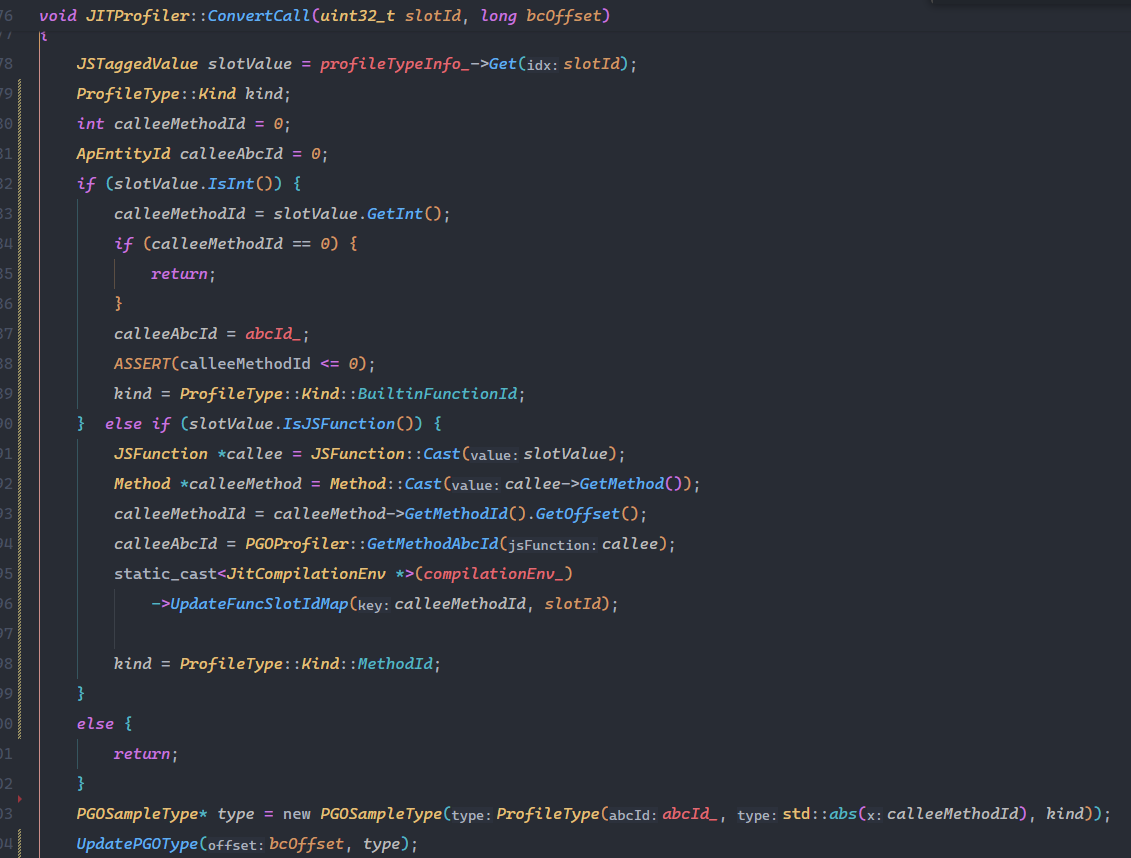 76 void JITProfiler::ConvertCall(uint32_t slotId, long bcOffset)
77 {
78 JSTaggedValue slotValue = profileTypeInfo_->Get(idx: slotId);
79 ProfileType::Kind kind;
80 int calleeMethodId = 0;
81 ApEntityId calleeAbcId = 0;
82 if (slotValue.IsInt()) {
83 calleeMethodId = slotValue.GetInt();
84 if (calleeMethodId == 0) {
85 return;
86 }
87 calleeAbcId = abcId_;
88 ASSERT(calleeMethodId <= 0);
89 kind = ProfileType::Kind::BuiltinFunctionId;
90 } else if (slotValue.IsJSFunction()) {
91 JSFunction *callee = JSFunction::Cast(value: slotValue);
92 Method *calleeMethod = Method::Cast(value: callee->GetMethod());
93 calleeMethodId = calleeMethod->GetMethodId().GetOffset();
94 calleeAbcId = PGOProfiler::GetMethodAbcId(jsFunction: callee);
95 static_cast<JitCompilationEnv *>(compilationEnv_)
96 ->UpdateFuncSlotIdMap(key: calleeMethodId, slotId);
97
98 kind = ProfileType::Kind::MethodId;
99 }
00 else {
01 return;
02 }
03 PGOSampleType* type = new PGOSampleType(type: ProfileType(abcId: abcId_, type: std::abs(x: calleeMethodId), kind));
04 UpdatePGOType(offset: bcOffset, type);